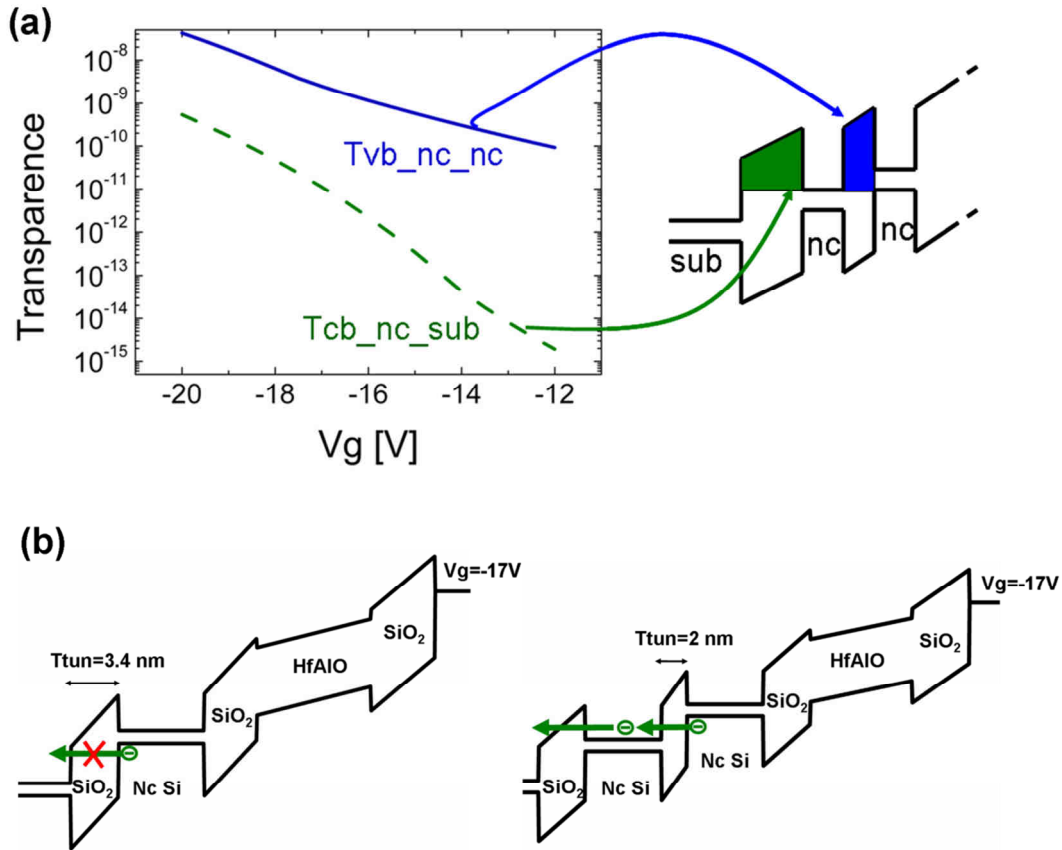 (a)
Transparence
10⁻⁸
10⁻⁹
10⁻¹⁰
10⁻¹¹
10⁻¹²
10⁻¹³
10⁻¹⁴
10⁻¹⁵
Tvb_nc_nc
Tcb_nc_sub
-20 -18 -16 -14 -12
Vg [V]
sub nc nc
(b)
Ttun=3.4 nm
SiO₂
Nc Si
SiO₂
HfAlO
SiO₂
Vg=-17V
Ttun=2 nm
SiO₂
Nc Si
Nc Si
SiO₂
HfAlO
SiO₂
Vg=-17V